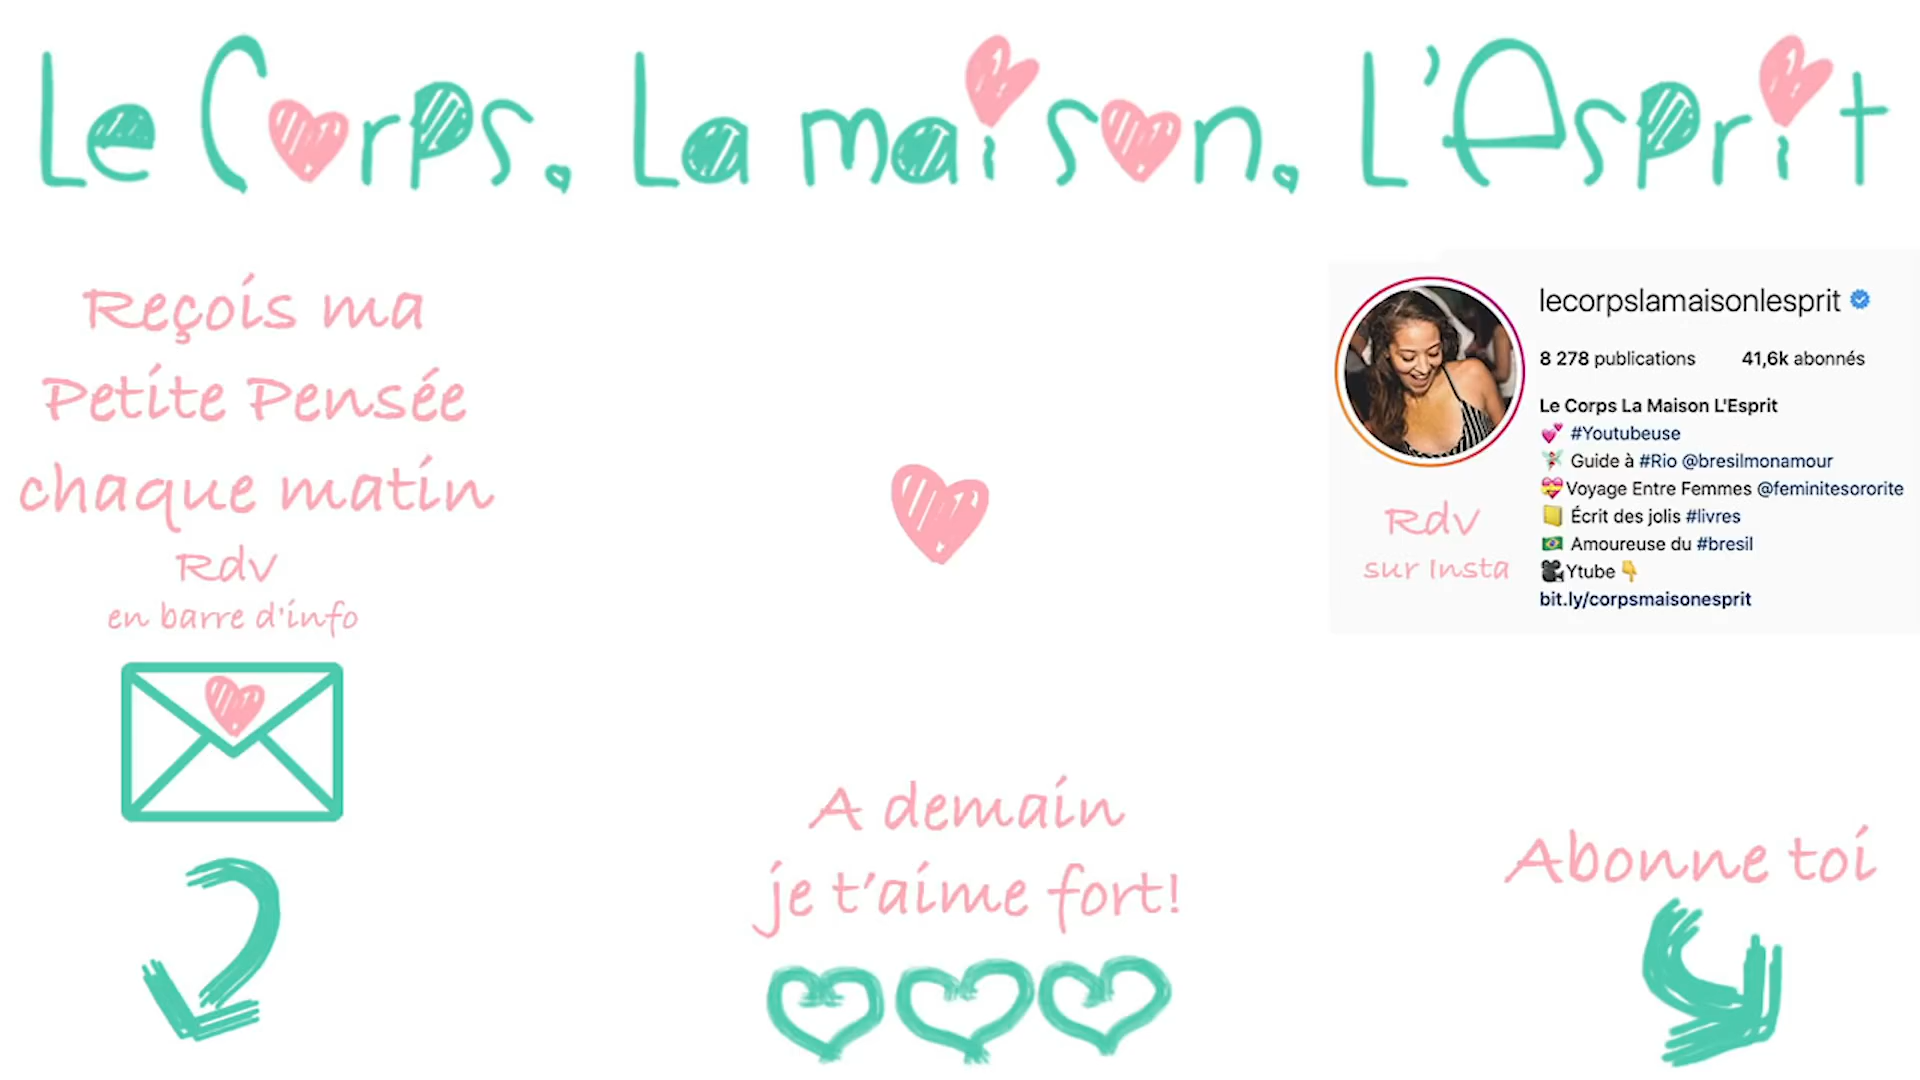 Le Corps. La maison. L'Esprit
Reçois ma
Petite Pensée
chaque matin
Rdv
en barre d'info
lecorpslamaisonlesprit
8 278 publications 41,6k abonnés
Le Corps La Maison L'Esprit
#Youtubeuse
Guide à #Rio @bresilmonamour
Voyage Entre Femmes @feminitesororite
Écrit des jolis #livres
Amoureuse du #bresil
Ytube
bit.ly/corpsmaisonesprit
Rdv
sur Insta
A demain
je t'aime fort!
Abonne toi